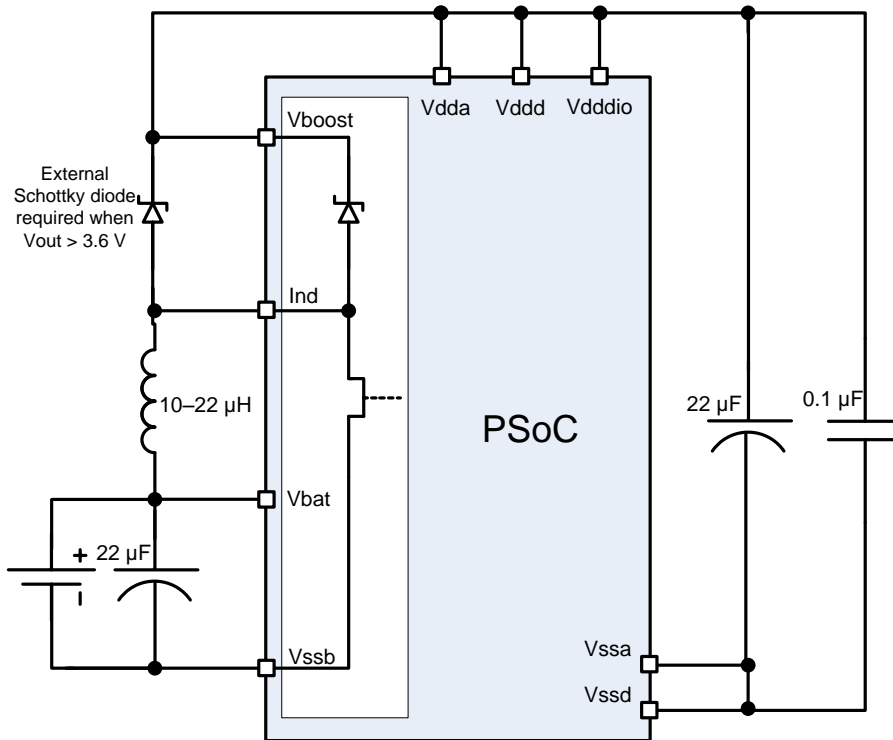 Vboost
Vdda
Vddd
Vdddio
External
Schottky diode
required when
Vout > 3.6 V
Ind
10–22 µH
PSoC
22 µF
0.1 µF
Vbat
+
22 µF
Vssb
Vssa
Vssd